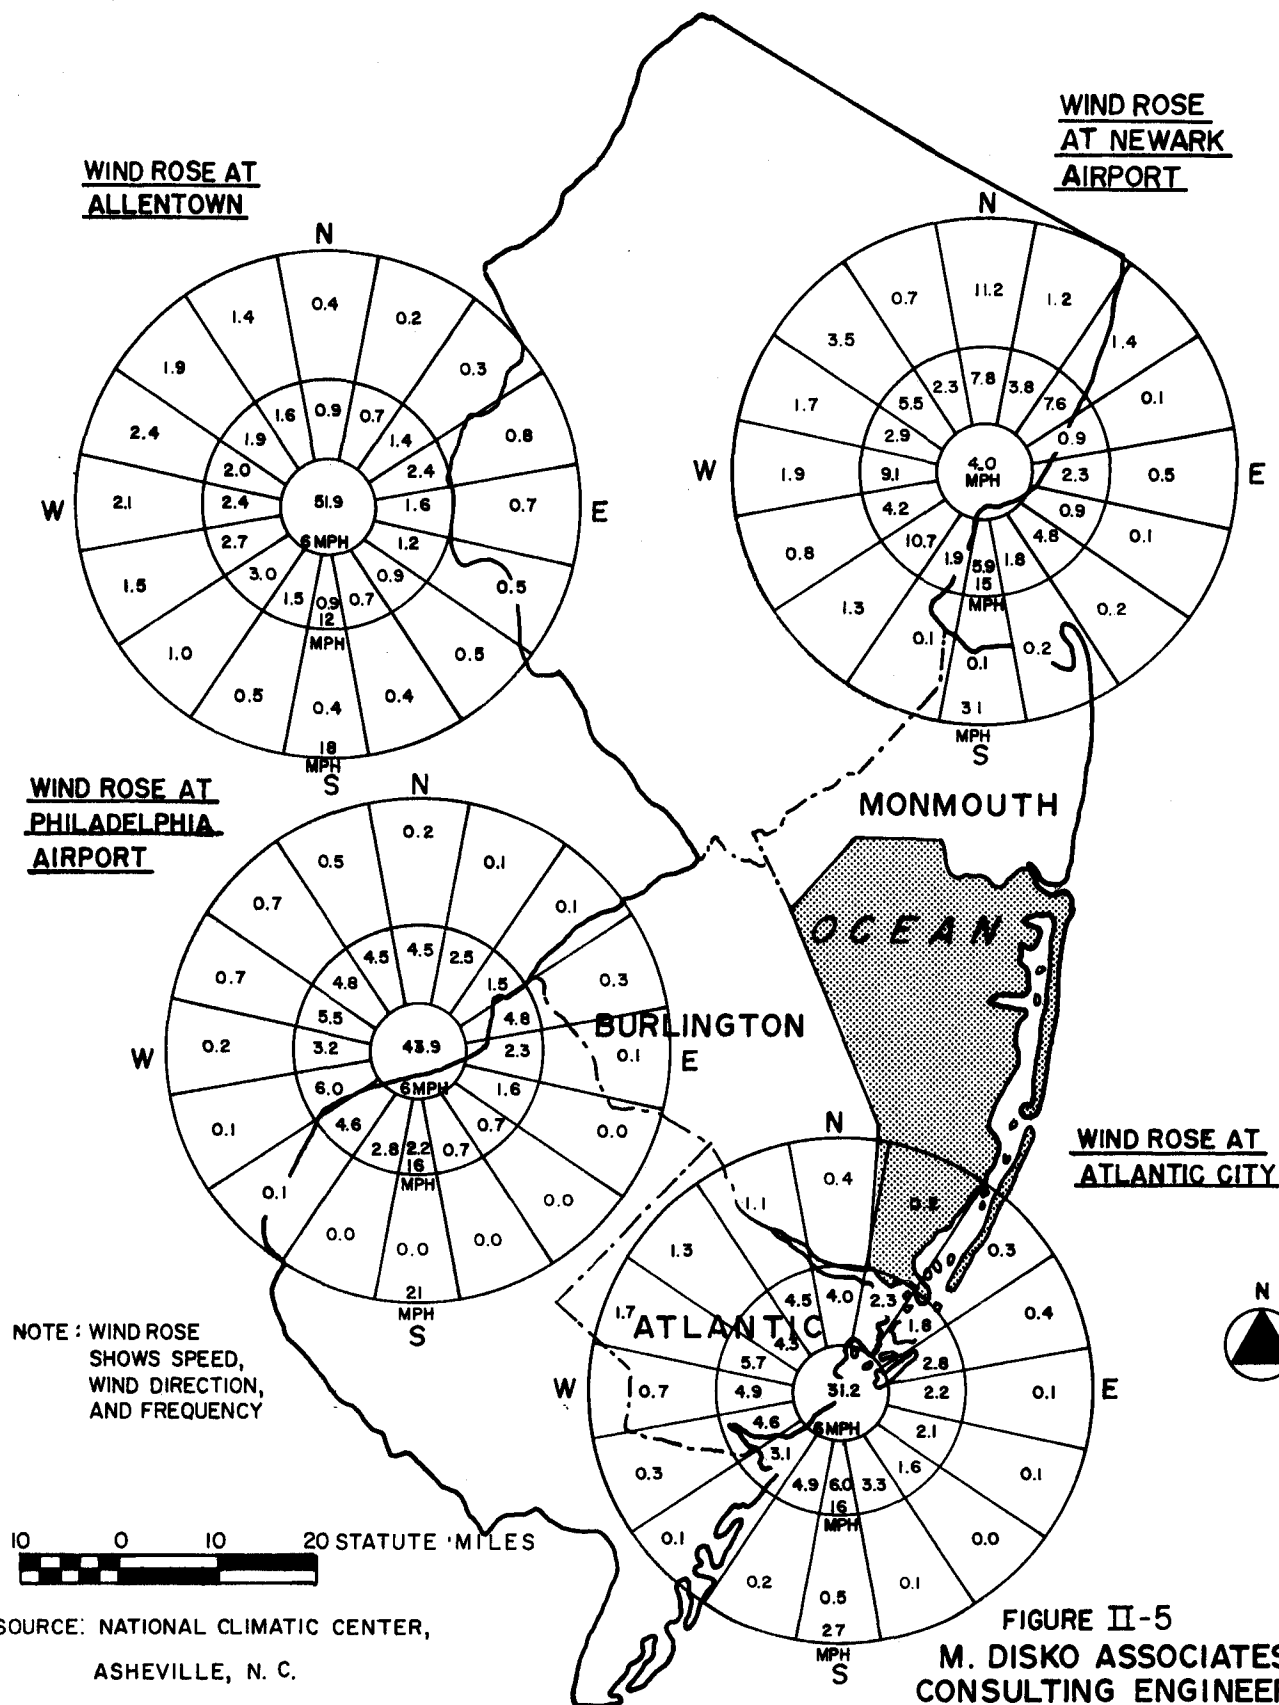 WIND ROSE AT
ALLENTOWN
N
0.4
0.2
1.4
0.3
1.9
0.9
1.6
0.7
1.9
1.4
2.4
0.8
2.0
2.4
W
2.1
2.4
51.9
1.6
0.7
E
6 MPH
2.7
1.2
1.5
3.0
0.9
0.5
1.5
0.9
0.7
12
MPH
1.0
0.5
0.5
0.4
0.4
18
MPH
S
WIND ROSE
AT NEWARK
AIRPORT
N
11.2
0.7
1.2
3.5
1.4
7.8
2.3
3.8
5.5
7.6
1.7
0.1
2.9
0.9
W
1.9
9.1
4.0
MPH
2.3
0.5
E
4.2
0.9
10.7
4.8
0.1
0.8
1.9
5.9
1.8
15
MPH
1.3
0.2
0.1
0.2
0.1
31
MPH
S
WIND ROSE AT
PHILADELPHIA
AIRPORT
N
0.2
0.5
0.1
0.7
0.1
4.5
4.5
2.5
4.8
1.5
0.7
0.3
5.5
4.8
W
0.2
3.2
43.9
2.3
0.1
E
6 MPH
6.0
1.6
4.6
0.7
0.1
0.0
2.8
2.2
0.7
16
MPH
0.1
0.0
0.0
0.0
0.0
21
MPH
S
MONMOUTH
OCEAN
BURLINGTON
ATLANTIC
WIND ROSE AT
ATLANTIC CITY
N
0.4
1.1
1.3
0.3
4.5
4.0
2.3
1.7
1.8
0.4
4.3
5.7
2.8
W
0.7
4.9
31.2
2.2
0.1
E
6 MPH
4.6
2.1
3.1
1.6
0.3
0.1
4.9
6.0
3.3
16
MPH
0.1
0.0
0.2
0.1
0.5
27
MPH
S
N
NOTE: WIND ROSE
SHOWS SPEED,
WIND DIRECTION,
AND FREQUENCY
10 0 10 20 STATUTE MILES
SOURCE: NATIONAL CLIMATIC CENTER,
ASHEVILLE, N. C.
FIGURE II-5
M. DISKO ASSOCIATES
CONSULTING ENGINEER